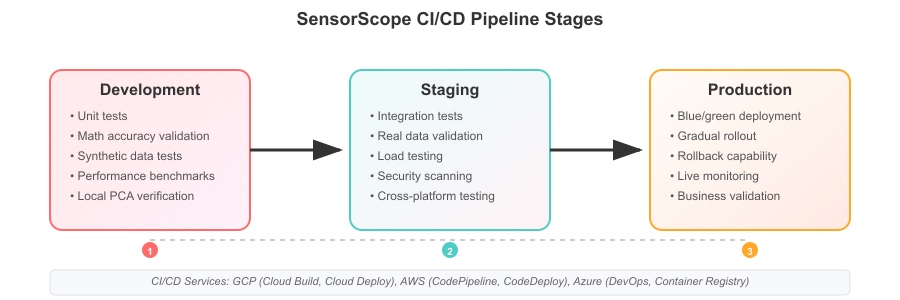 SensorScope CI/CD Pipeline Stages
Development
• Unit tests
• Math accuracy validation
• Synthetic data tests
• Performance benchmarks
• Local PCA verification
Staging
• Integration tests
• Real data validation
• Load testing
• Security scanning
• Cross-platform testing
Production
• Blue/green deployment
• Gradual rollout
• Rollback capability
• Live monitoring
• Business validation
1
2
3
CI/CD Services: GCP (Cloud Build, Cloud Deploy), AWS (CodePipeline, CodeDeploy), Azure (DevOps, Container Registry)